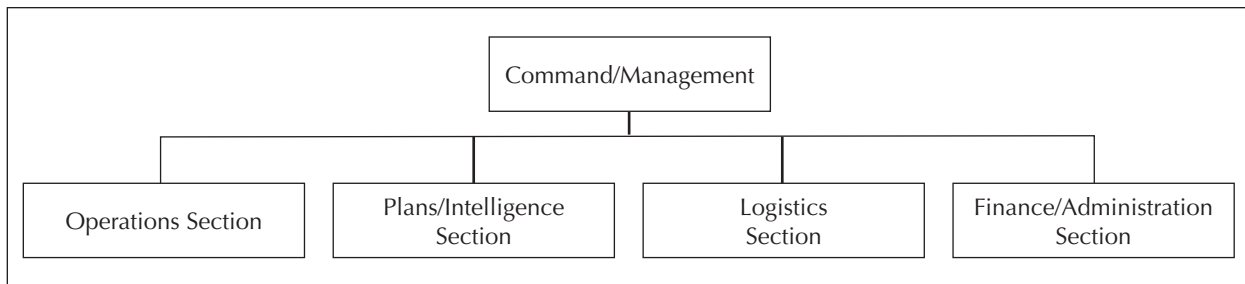 Command/Management
Operations Section
Plans/Intelligence
Section
Logistics
Section
Finance/Administration
Section